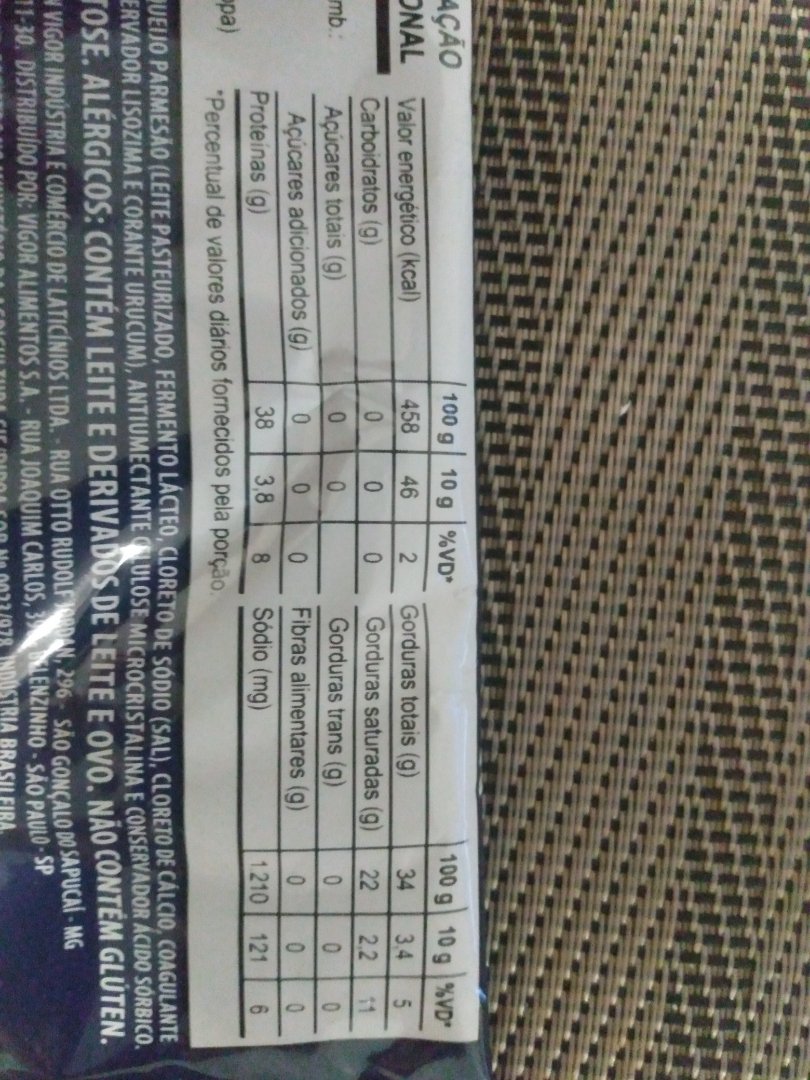 AÇÃO
ONAL
mb.:
opa)
100 g 10 g %VD* 100 g 10 g %VD*
Valor energético (kcal) 458 46 2 Gorduras totais (g) 34 3,4 5
Carboidratos (g) 0 0 0 Gorduras saturadas (g) 22 2,2 11
Açúcares totais (g) 0 0 Gorduras trans (g) 0 0 0
Açúcares adicionados (g) 0 0 0 Fibras alimentares (g) 0 0 0
Proteínas (g) 38 3,8 8 Sódio (mg) 1.210 121 6
*Percentual de valores diários fornecidos pela porção.
QUEIJO PARMESÃO (LEITE PASTEURIZADO, FERMENTO LÁCTEO, CLORETO DE SÓDIO (SAL), CLORETO DE CÁLCIO, COAGULANTE
ERVADOR LISOZIMA E CORANTE URUCUM), ANTIUMECTANTE CELULOSE MICROCRISTALINA E CONSERVADOR ÁCIDO SÓRBICO.
TOSE. ALÉRGICOS: CONTÉM LEITE E DERIVADOS DE LEITE E OVO. NÃO CONTÉM GLÚTEN.
N VIGOR INDÚSTRIA E COMÉRCIO DE LATICÍNIOS LTDA. - RUA OTTO RUDOLF 296 - SÃO GONÇALO DO SAPUCAÍ - MG
11-30. DISTRIBUÍDO POR: VIGOR ALIMENTOS S.A. - RUA JOAQUIM CARLOS, - SÃO PAULO - SP
INDÚSTRIA BRASILEIRA